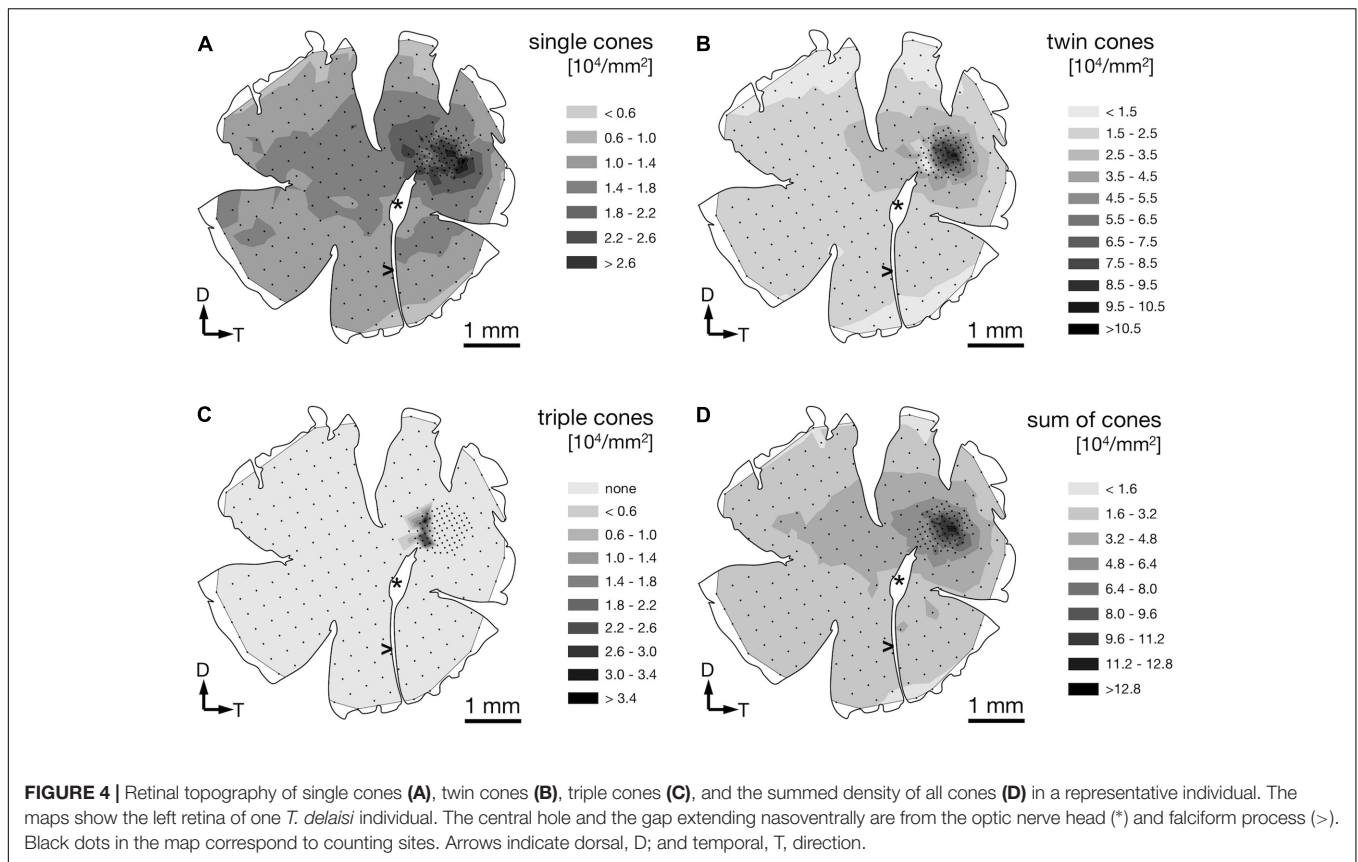 A
single cones
[10⁴/mm²]
< 0.6
0.6 - 1.0
1.0 - 1.4
1.4 - 1.8
1.8 - 2.2
2.2 - 2.6
> 2.6
*
>
D
T
1 mm
B
twin cones
[10⁴/mm²]
< 1.5
1.5 - 2.5
2.5 - 3.5
3.5 - 4.5
4.5 - 5.5
5.5 - 6.5
6.5 - 7.5
7.5 - 8.5
8.5 - 9.5
9.5 - 10.5
>10.5
*
>
D
T
1 mm
C
triple cones
[10⁴/mm²]
none
< 0.6
0.6 - 1.0
1.0 - 1.4
1.4 - 1.8
1.8 - 2.2
2.2 - 2.6
2.6 - 3.0
3.0 - 3.4
> 3.4
*
>
D
T
1 mm
D
sum of cones
[10⁴/mm²]
< 1.6
1.6 - 3.2
3.2 - 4.8
4.8 - 6.4
6.4 - 8.0
8.0 - 9.6
9.6 - 11.2
11.2 - 12.8
>12.8
*
>
D
T
1 mm
FIGURE 4 | Retinal topography of single cones (A), twin cones (B), triple cones (C), and the summed density of all cones (D) in a representative individual. The
maps show the left retina of one T. delaisi individual. The central hole and the gap extending nasoventrally are from the optic nerve head (*) and falciform process (>).
Black dots in the map correspond to counting sites. Arrows indicate dorsal, D; and temporal, T, direction.